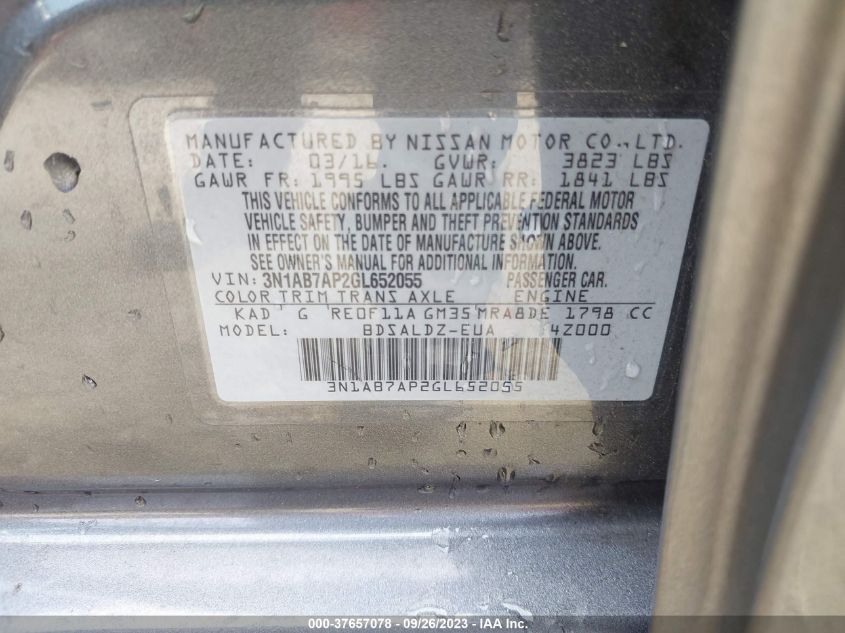 MANUFACTURED BY NISSAN MOTOR CO., LTD.
DATE: 03/16. GVWR: 3823 LBS
GAWR FR: 1995 LBS GAWR RR: 1841 LBS
THIS VEHICLE CONFORMS TO ALL APPLICABLE FEDERAL MOTOR
VEHICLE SAFETY, BUMPER AND THEFT PREVENTION STANDARDS
IN EFFECT ON THE DATE OF MANUFACTURE SHOWN ABOVE.
SEE OWNER'S MANUAL FOR ADDITIONAL INFORMATION.
VIN: 3N1AB7AP2GL652055 PASSENGER CAR.
COLOR TRIM TRANS AXLE ENGINE
KAD G RE0F11A GM35 MRA8DE 1798 CC
MODEL: BDSALDZ-EUA 4Z000
3N1AB7AP2GL652055
000-37657078 - 09/26/2023 - IAA Inc.